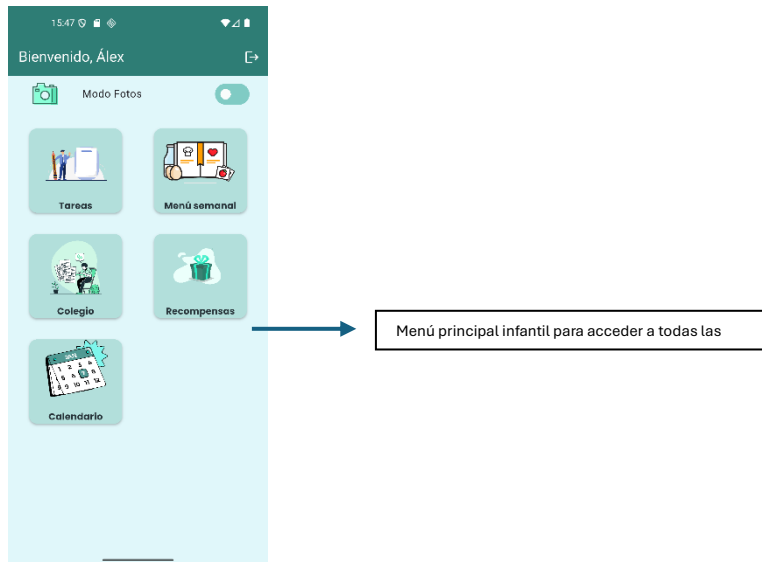 15:47
Bienvenido, Álex
Modo Fotos
Tareas
Menú semanal
Colegio
Recompensas
Menú principal infantil para acceder a todas las
Calendario